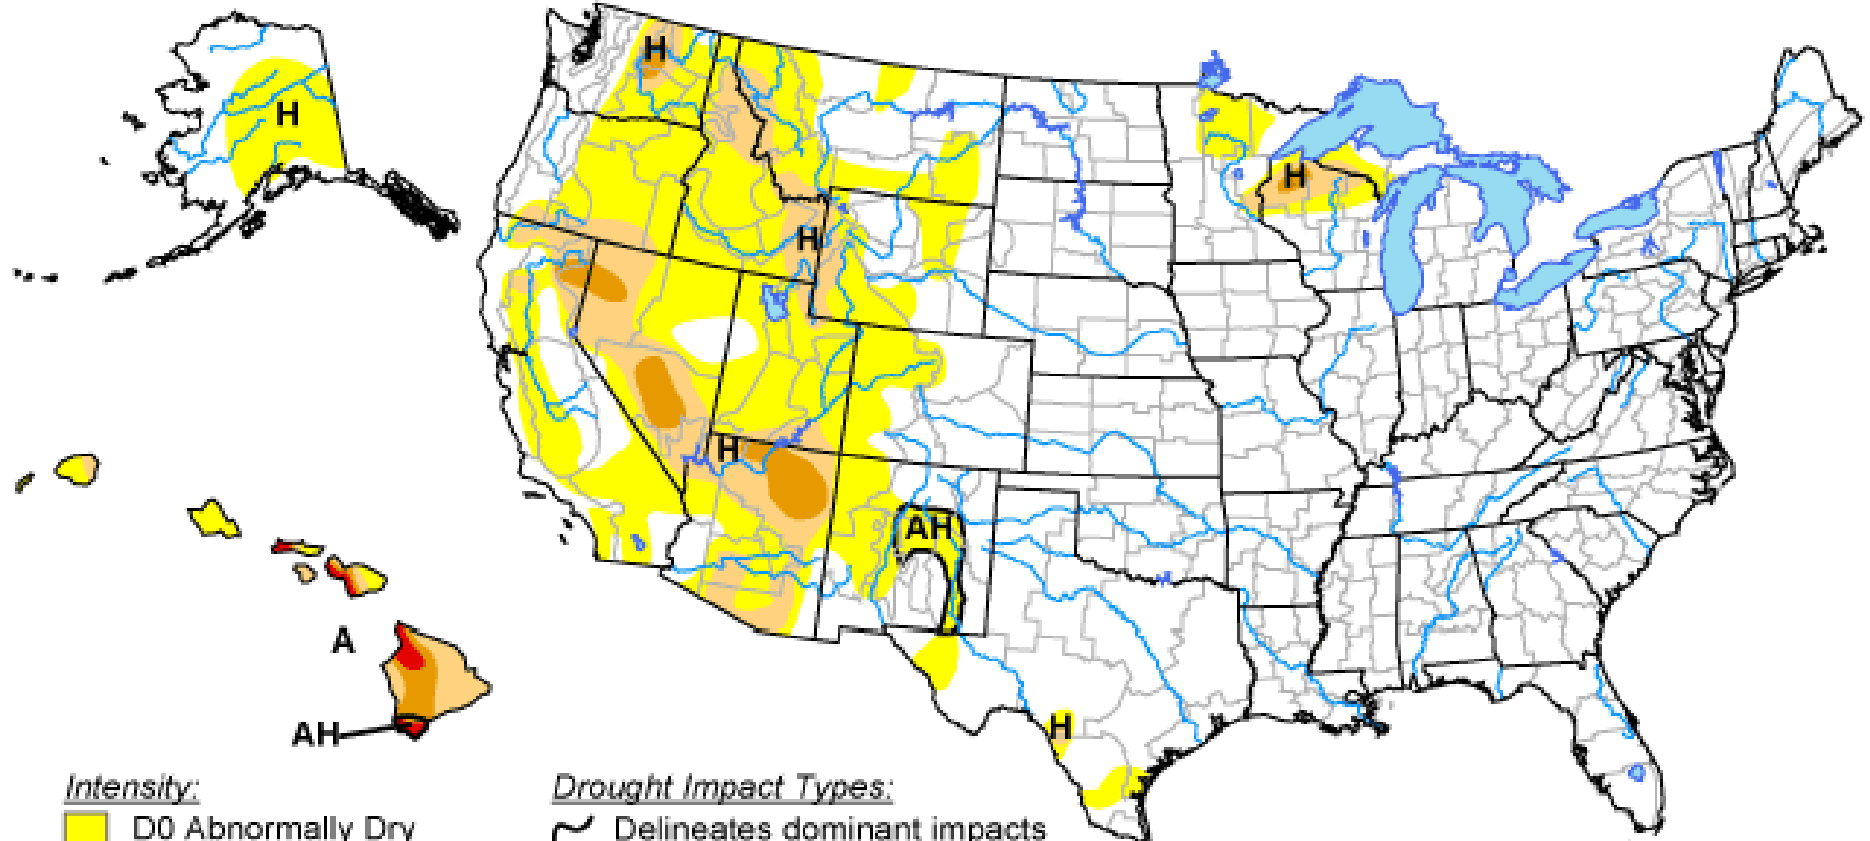 H
H
H
H
AH
H
A
AH
H
Intensity:
D0 Abnormally Dry
Drought Impact Types:
Delineates dominant impacts